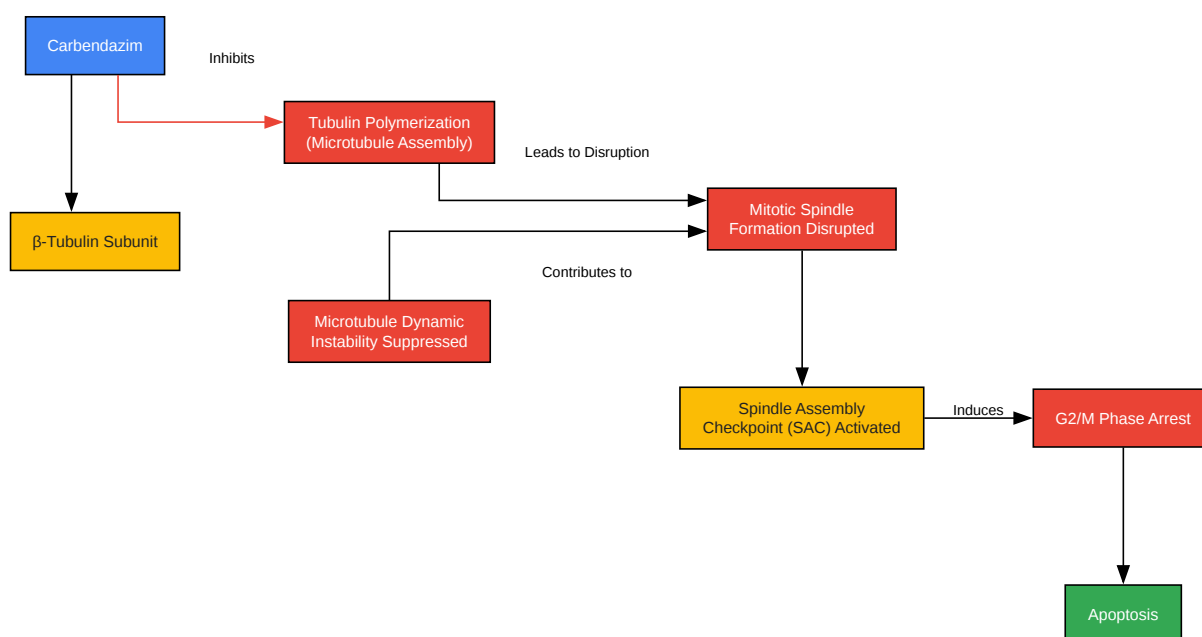 Carbendazim
Inhibits
Tubulin Polymerization
(Microtubule Assembly)
Leads to Disruption
Mitotic Spindle
Formation Disrupted
β-Tubulin Subunit
Contributes to
Microtubule Dynamic
Instability Suppressed
Spindle Assembly
Checkpoint (SAC) Activated
Induces
G2/M Phase Arrest
Apoptosis